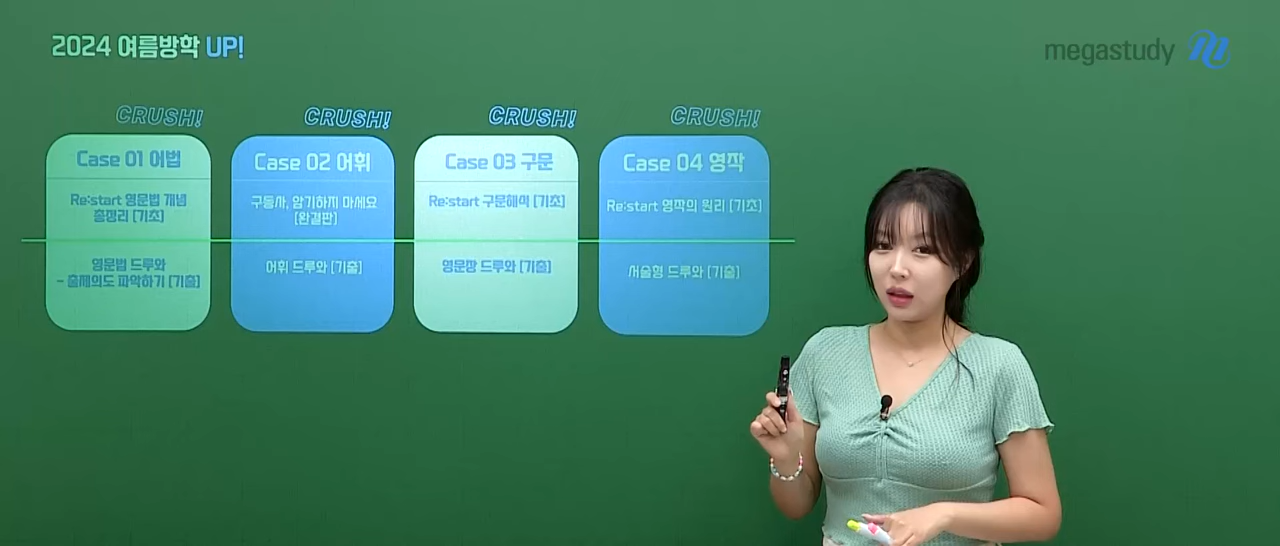 2024 여름방학 UP!
megastudy
CRUSH!
CRUSH!
CRUSH!
CRUSH!
Case 01 어법
Re:start 영문법 개념
총정리 [기초]
영문법 드루와
- 출제의도 파악하기 [기출]
Case 02 어휘
구동사, 암기하지 마세요
[완결판]
어휘 드루와 [기출]
Case 03 구문
Re:start 구문해석 [기초]
영문장 드루와 [기출]
Case 04 영작
Re:start 영작의 원리 [기초]
서술형 드루와 [기출]